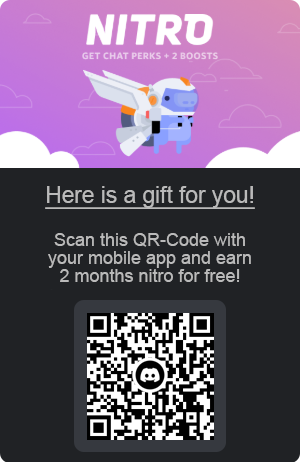 NITRO
GET CHAT PERKS + 2 BOOSTS
Here is a gift for you!
Scan this QR-Code with
your mobile app and earn
2 months nitro for free!